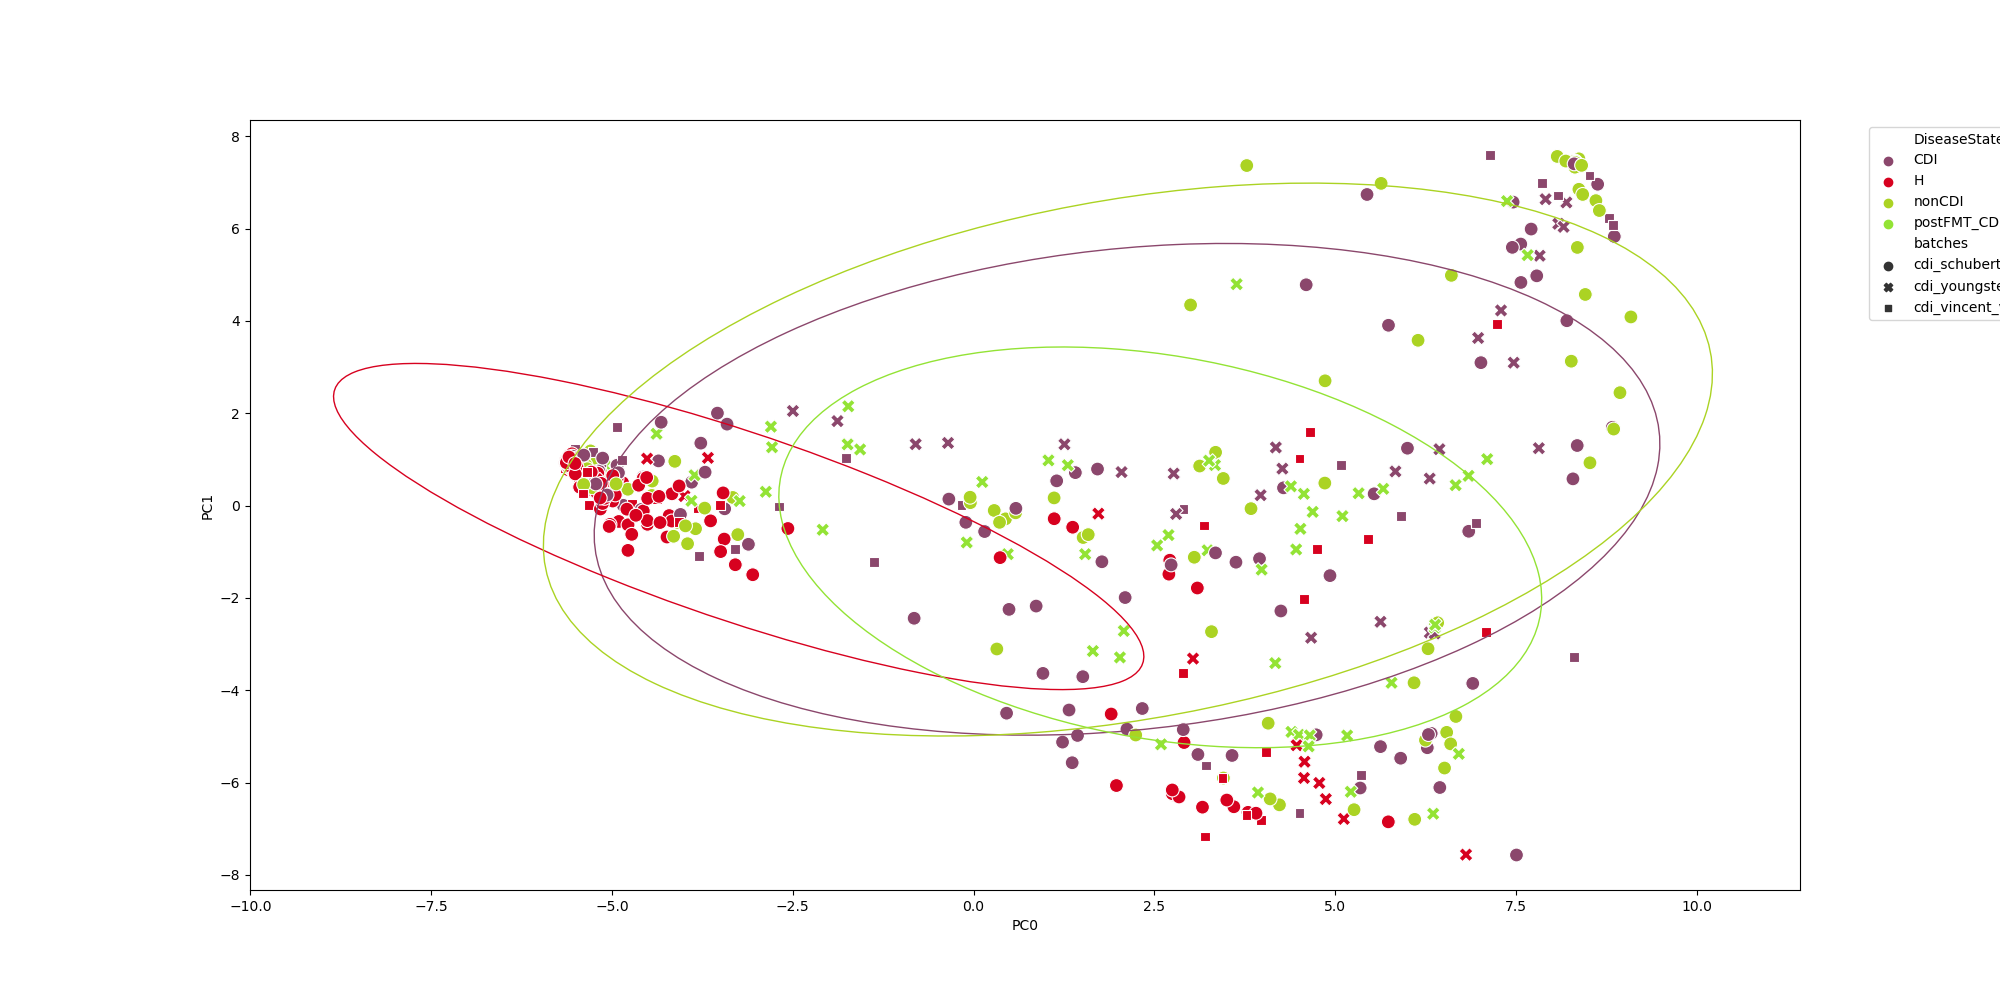 8
6
4
2
0
−2
−4
−6
−8
PC1
−10.0 −7.5 −5.0 −2.5 0.0 2.5 5.0 7.5 10.0
PC0
DiseaseState
CDI
H
nonCDI
postFMT_CD
batches
cdi_schubert
cdi_youngste
cdi_vincent_